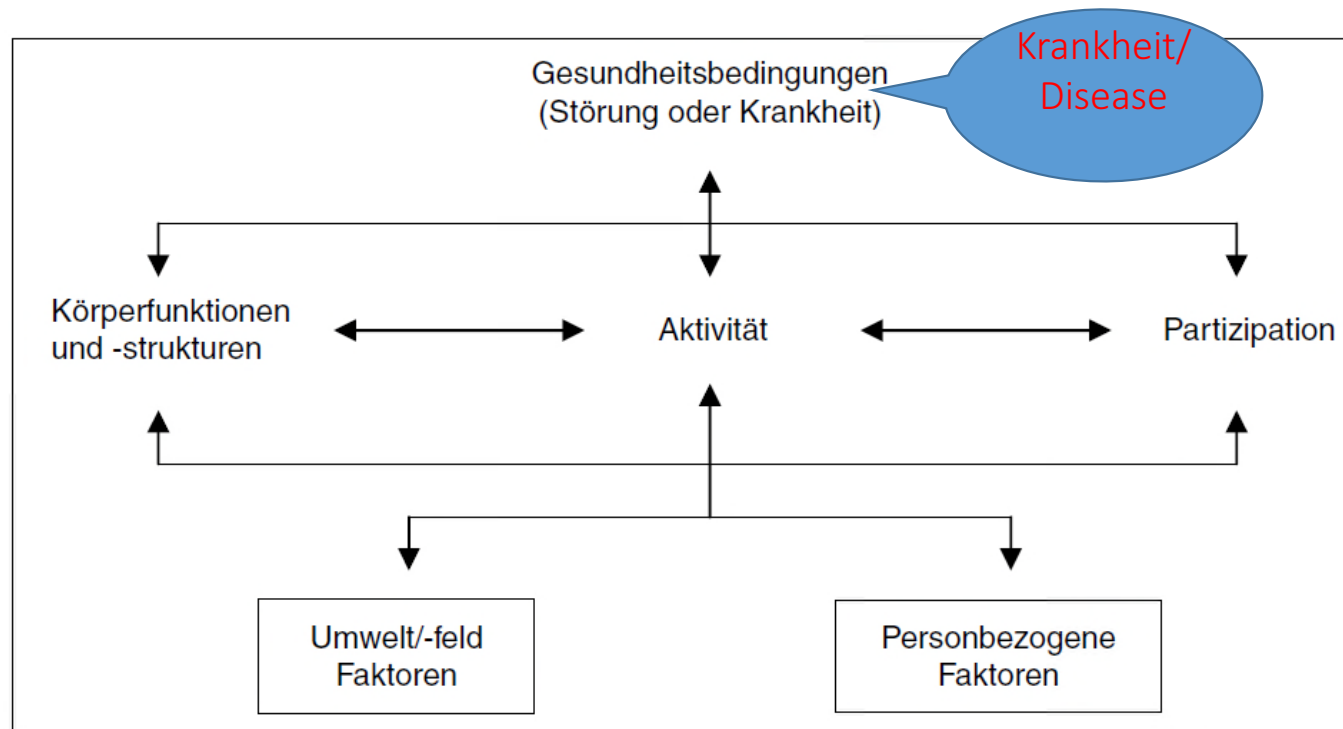 Krankheit/
Disease
Gesundheitsbedingungen
(Störung oder Krankheit)
Körperfunktionen
und -strukturen
Aktivität
Partizipation
Umwelt/-feld
Faktoren
Personbezogene
Faktoren